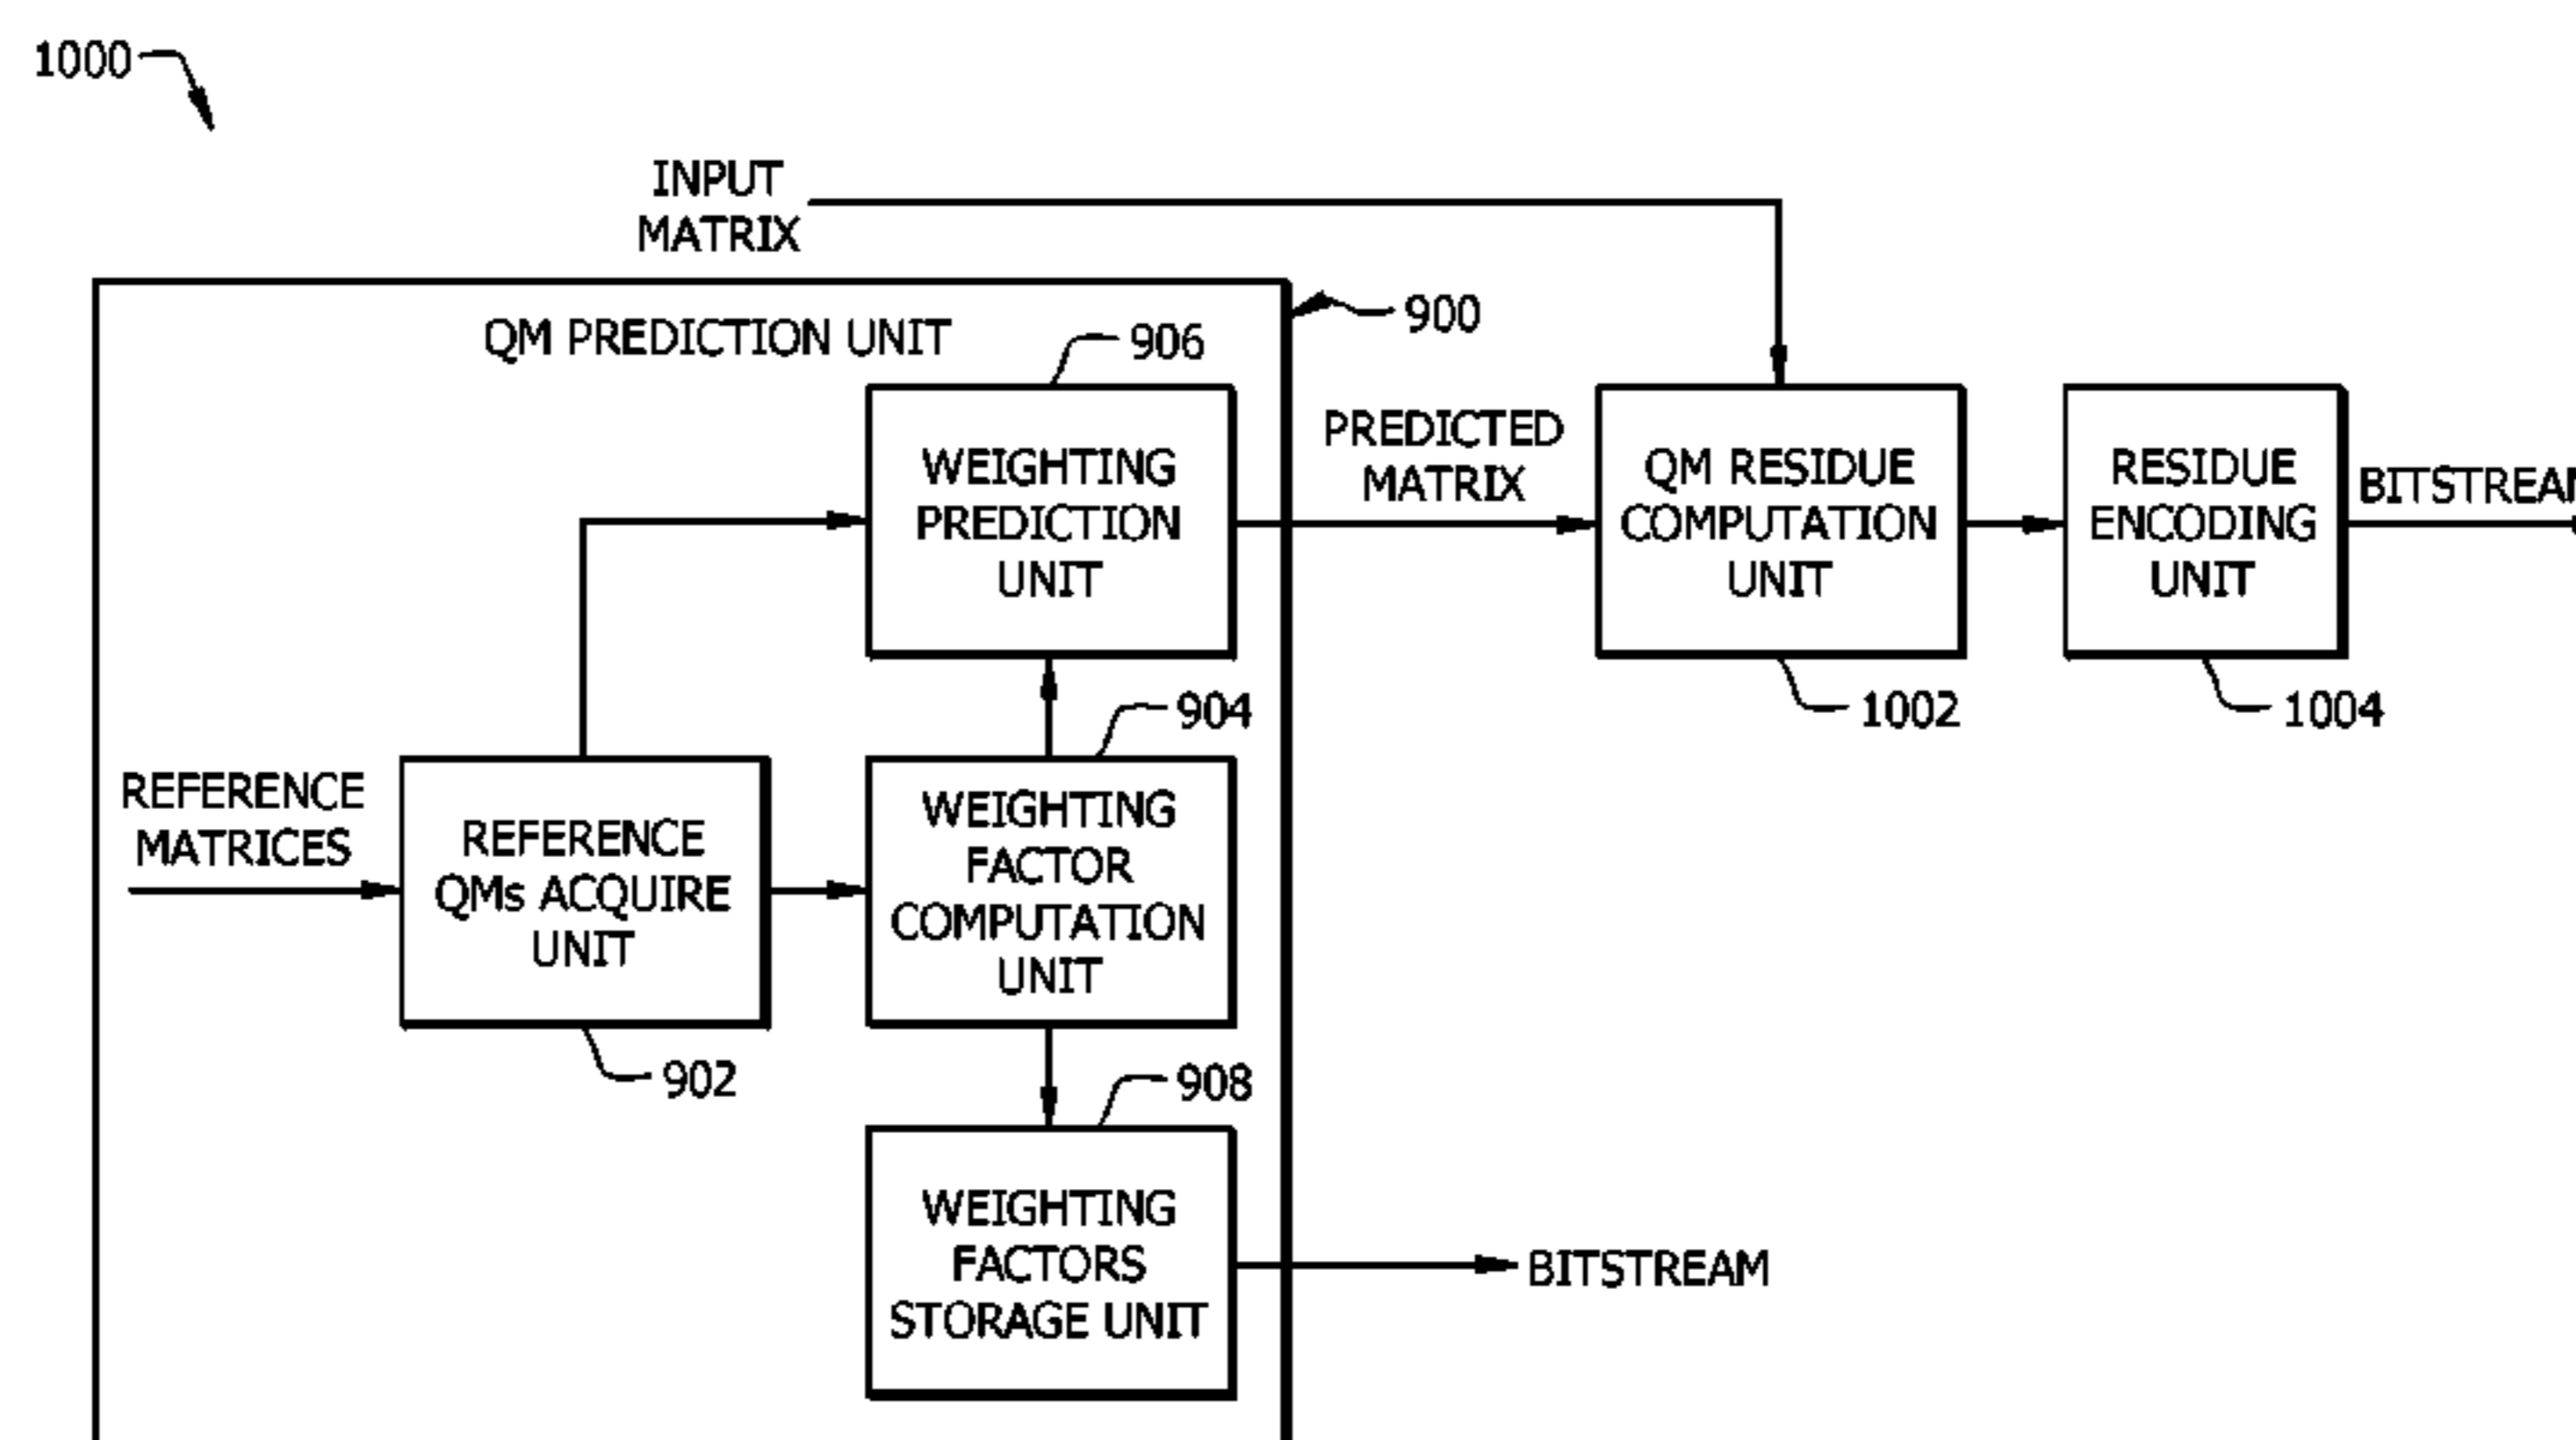 1000
INPUT
MATRIX
QM PREDICTION UNIT
900
906
WEIGHTING
PREDICTION
UNIT
PREDICTED
MATRIX
QM RESIDUE
COMPUTATION
UNIT
1002
RESIDUE
ENCODING
UNIT
1004
REFERENCE
MATRICES
REFERENCE
QMs ACQUIRE
UNIT
902
904
WEIGHTING
FACTOR
COMPUTATION
UNIT
908
WEIGHTING
FACTORS
STORAGE UNIT
BITSTREAM